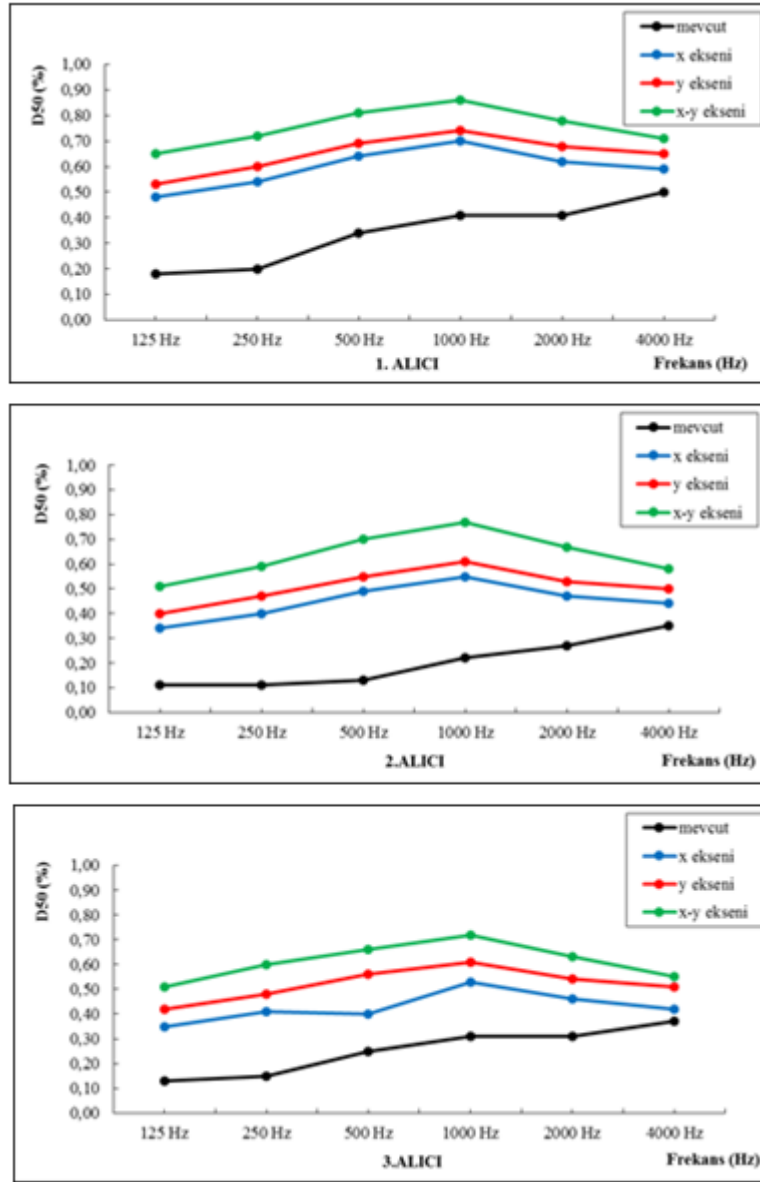 mevcut
x ekseni
y ekseni
x-y ekseni
D50 (%)
1,00
0,90
0,80
0,70
0,60
0,50
0,40
0,30
0,20
0,10
0,00
125 Hz 250 Hz 500 Hz 1000 Hz 2000 Hz 4000 Hz
1. ALICI Frekans (Hz)
mevcut
x ekseni
y ekseni
x-y ekseni
D50 (%)
1,00
0,90
0,80
0,70
0,60
0,50
0,40
0,30
0,20
0,10
0,00
125 Hz 250 Hz 500 Hz 1000 Hz 2000 Hz 4000 Hz
2.ALICI Frekans (Hz)
mevcut
x ekseni
y ekseni
x-y ekseni
D50 (%)
1,00
0,90
0,80
0,70
0,60
0,50
0,40
0,30
0,20
0,10
0,00
125 Hz 250 Hz 500 Hz 1000 Hz 2000 Hz 4000 Hz
3.ALICI Frekans (Hz)